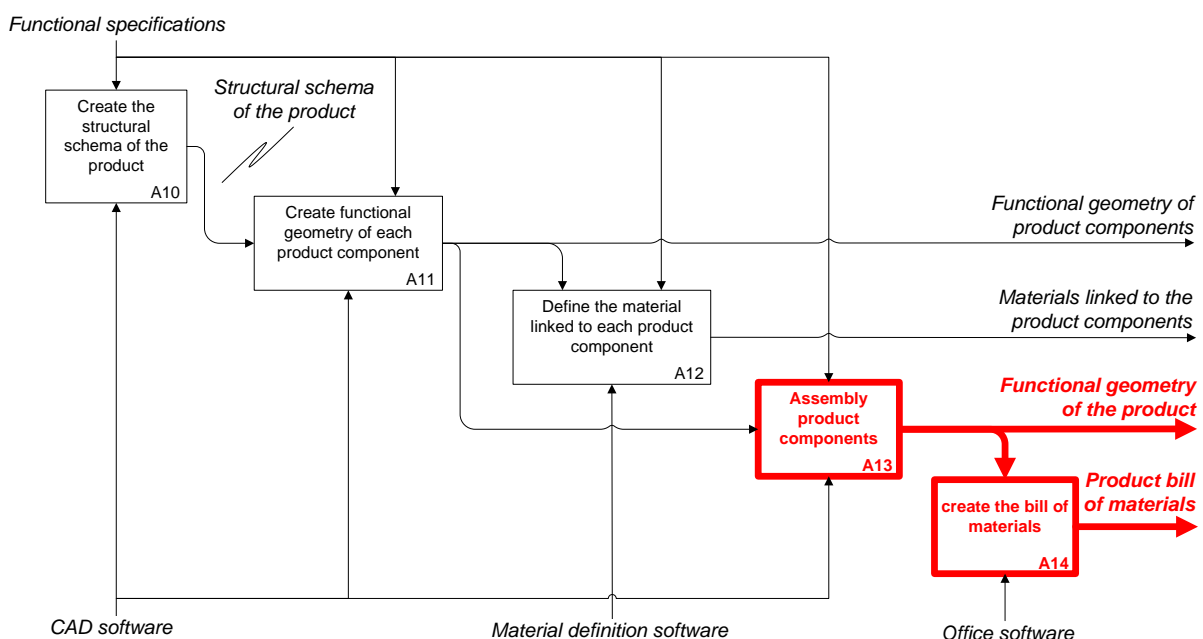 Functional specifications
Structural schema
of the product
Create the
structural
schema of the
product
A10
Create functional
geometry of each
product component
A11
Functional geometry of
product components
Define the material
linked to each product
component
A12
Materials linked to the
product components
Assembly
product
components
A13
Functional geometry
of the product
create the bill of
materials
A14
Product bill
of materials
CAD software
Material definition software
Office software